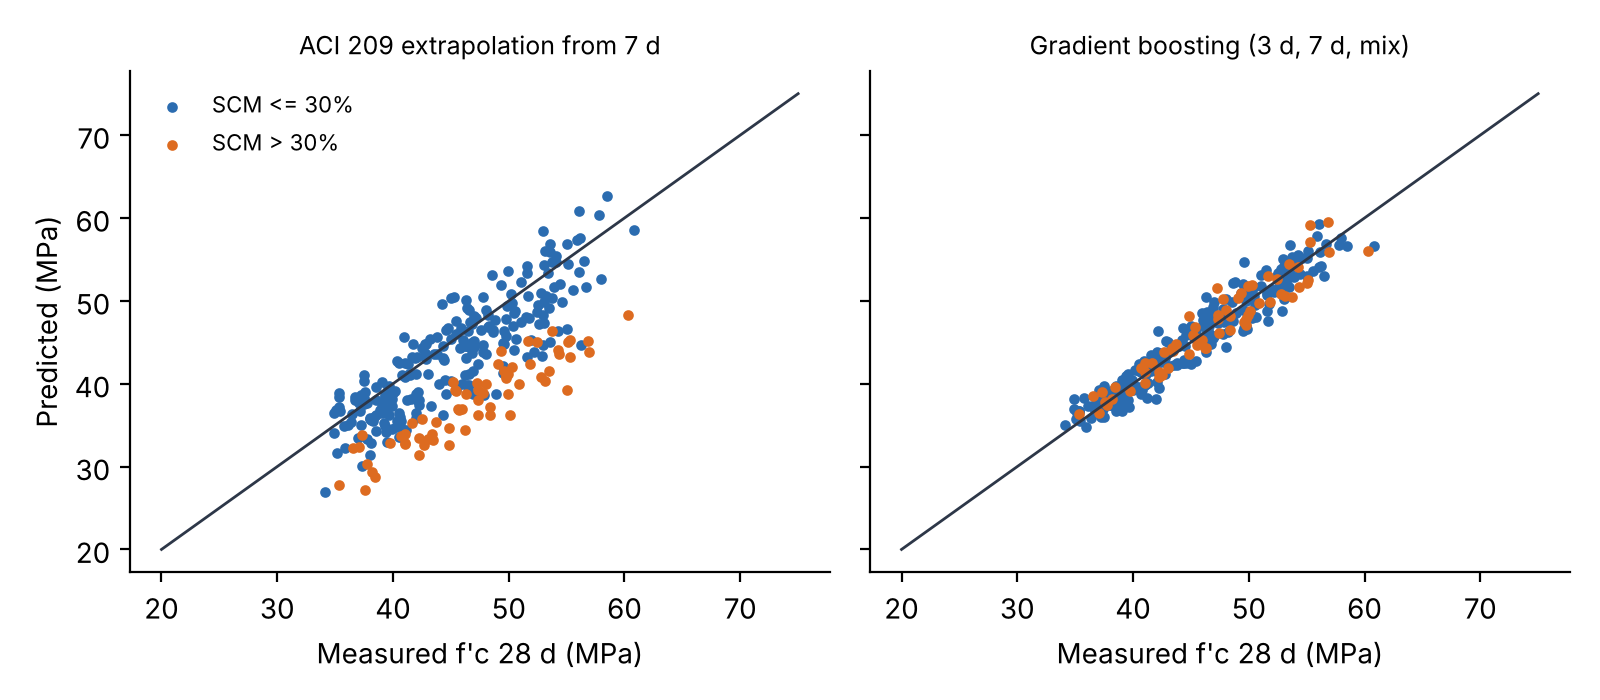 ACI 209 extrapolation from 7 d
Gradient boosting (3 d, 7 d, mix)
SCM <= 30%
SCM > 30%
Predicted (MPa)
70
60
50
40
30
20
20 30 40 50 60 70
20 30 40 50 60 70
Measured f'c 28 d (MPa)
Measured f'c 28 d (MPa)